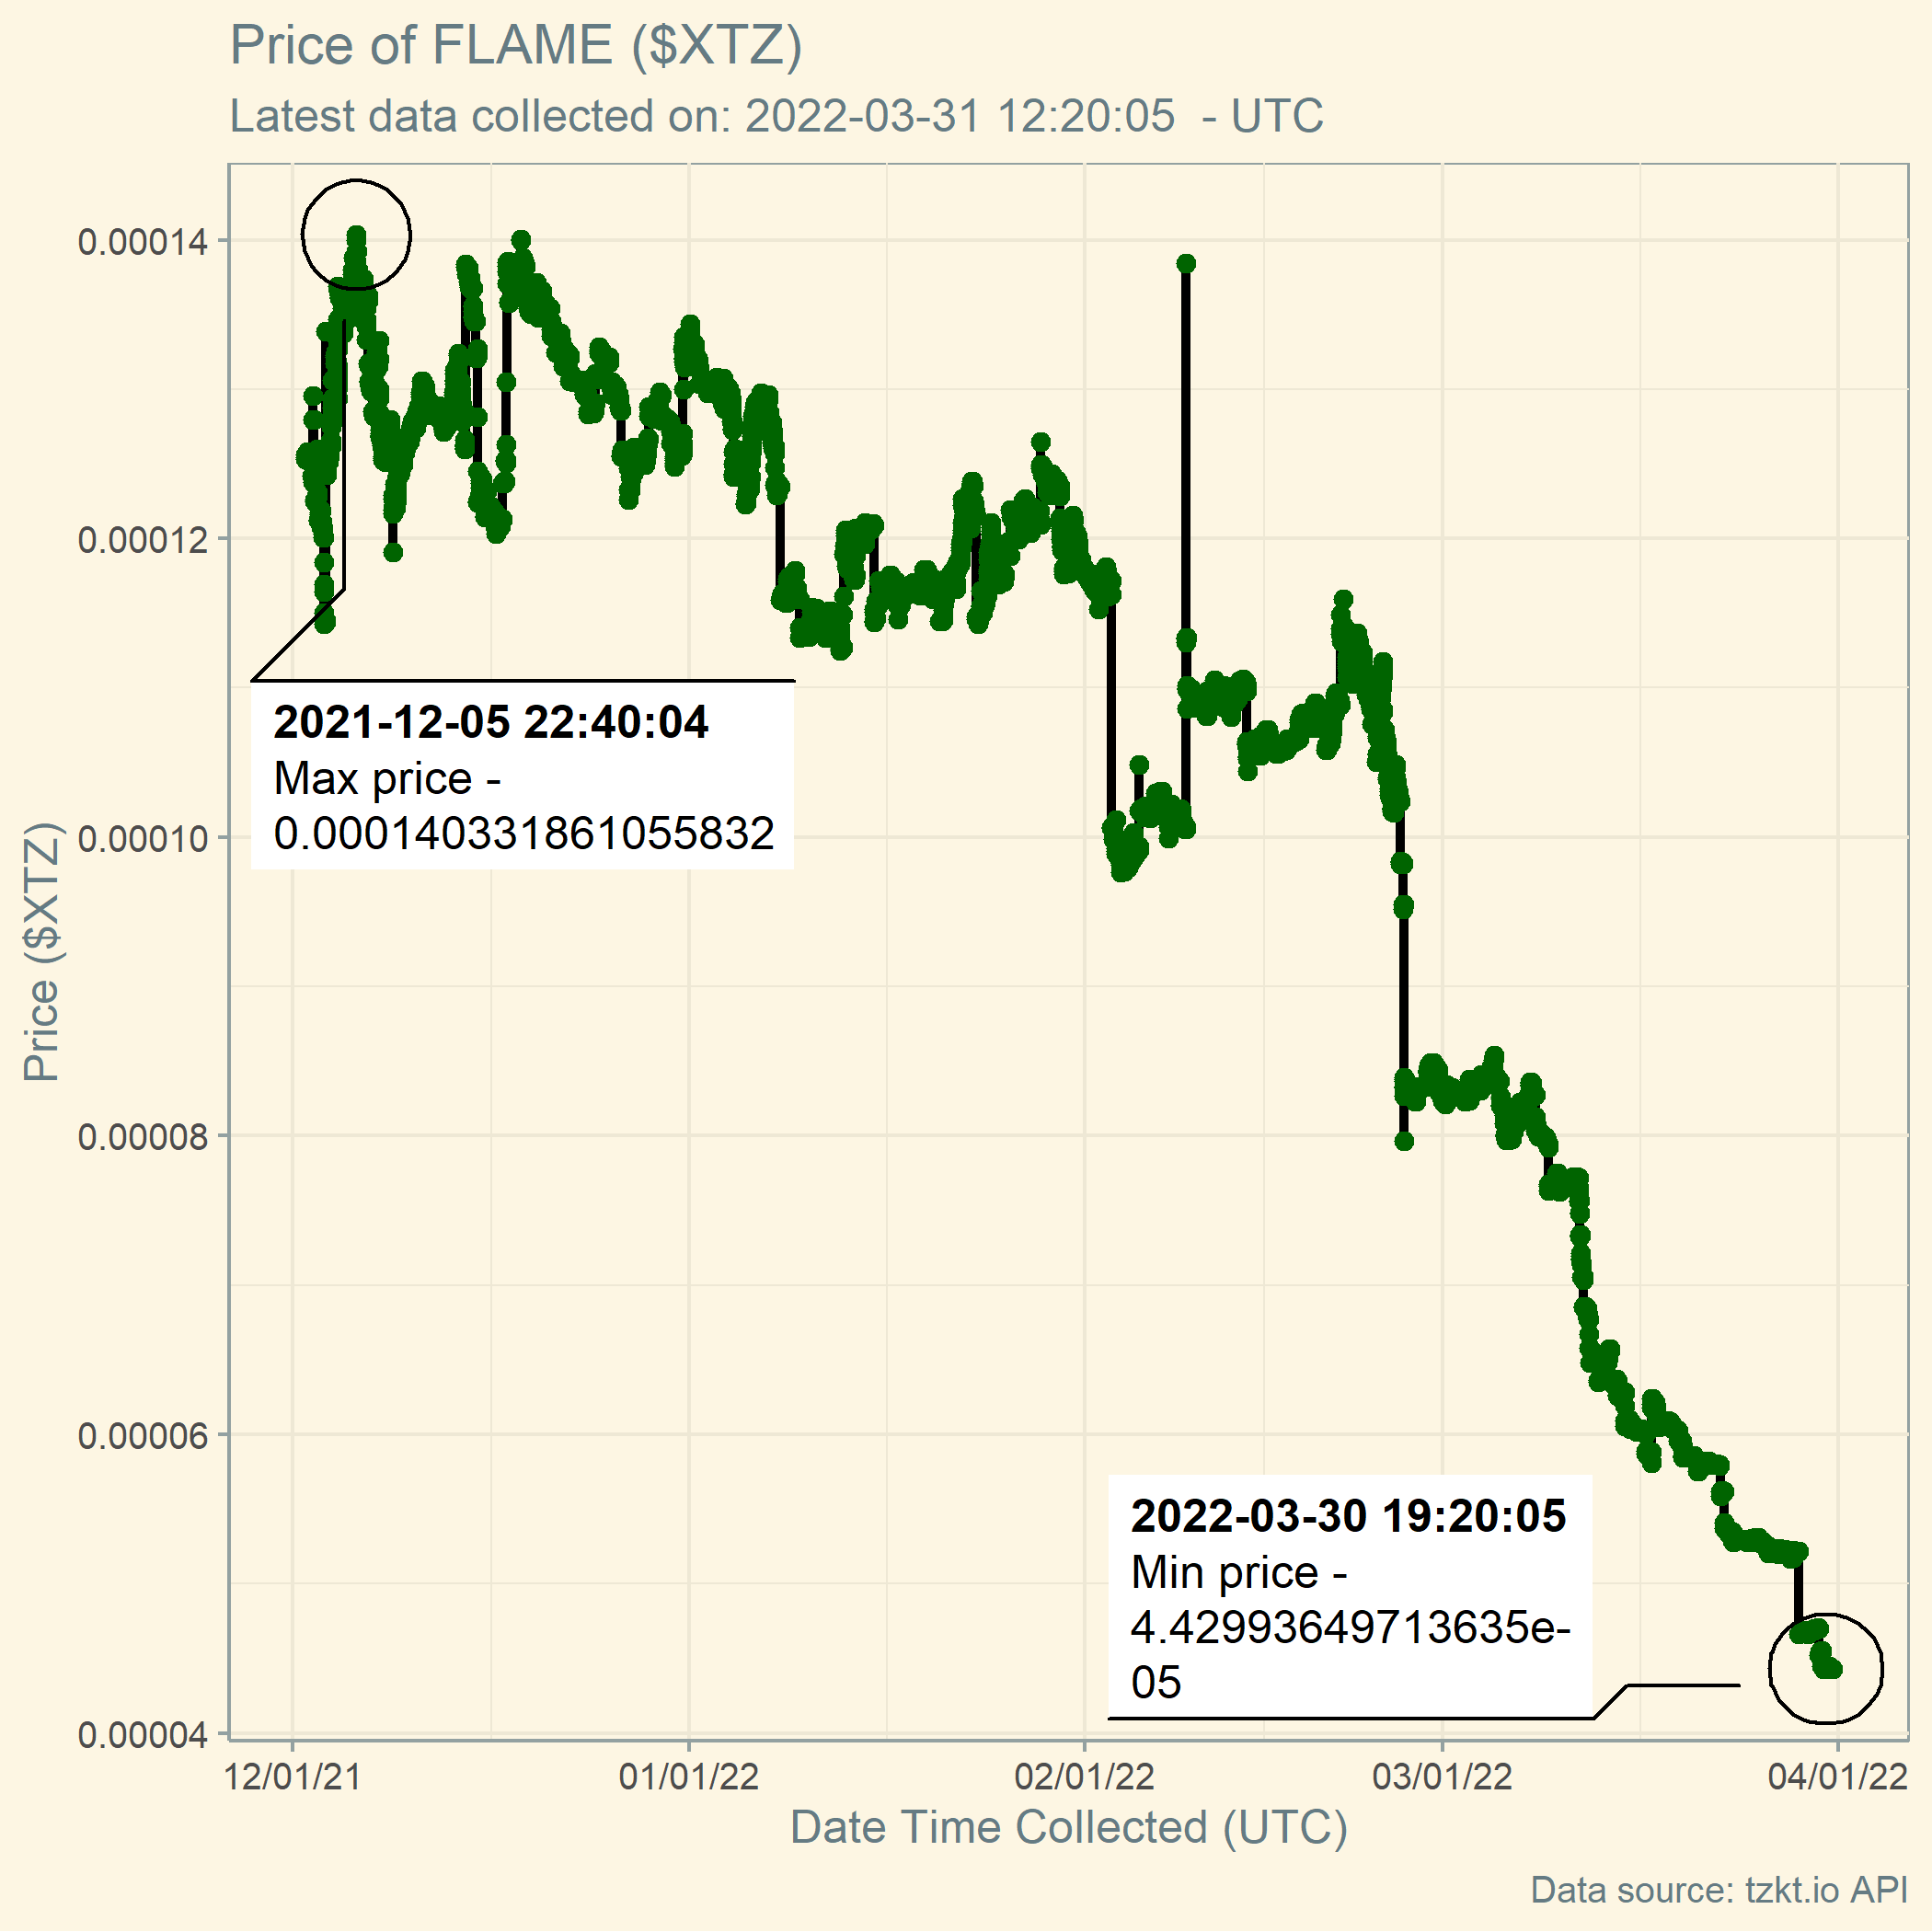 Price of FLAME ($XTZ)
Latest data collected on: 2022-03-31 12:20:05  - UTC
0.00014
0.00012
0.00010
0.00008
0.00006
0.00004
Price ($XTZ)
2021-12-05 22:40:04
Max price -
0.000140331861055832
2022-03-30 19:20:05
Min price -
4.42993649713635e-
05
12/01/21
01/01/22
02/01/22
03/01/22
04/01/22
Date Time Collected (UTC)
Data source: tzkt.io API